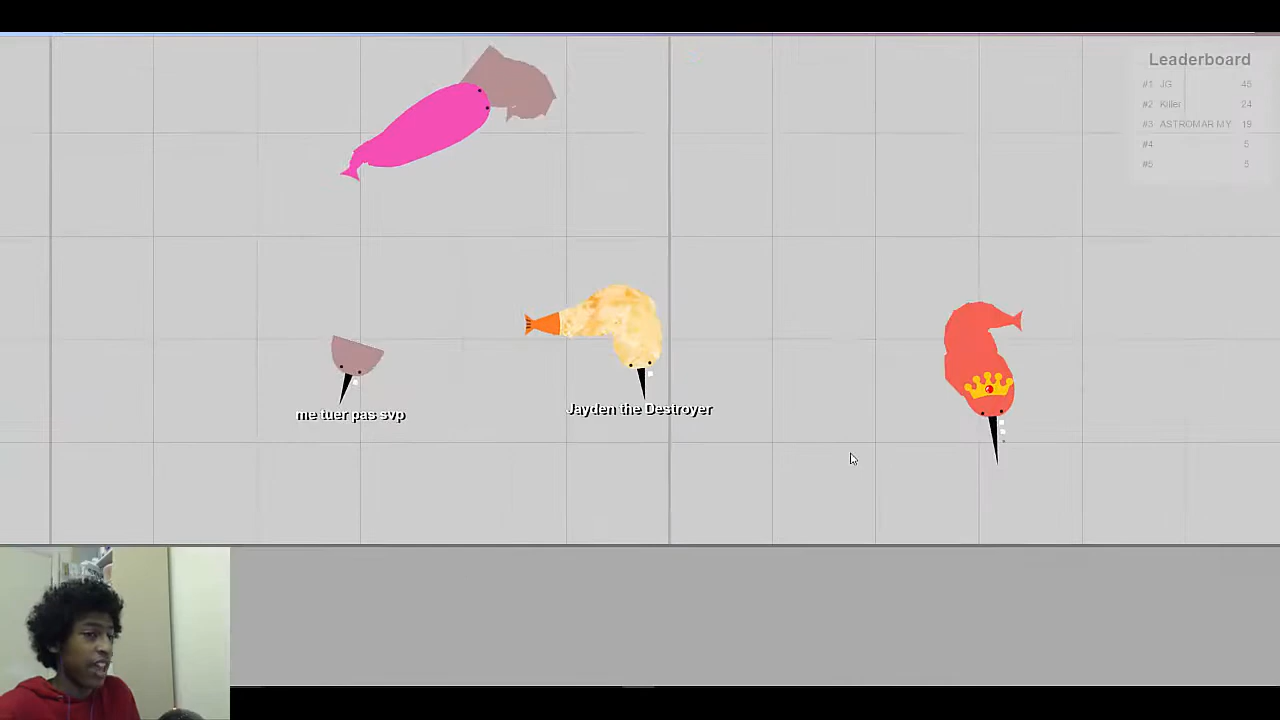 Leaderboard
#1 JG 45
#2 Killer 24
#3 ASTROMAR MY 19
#4 5
#5 5
me tuer pas svp
Jayden the Destroyer